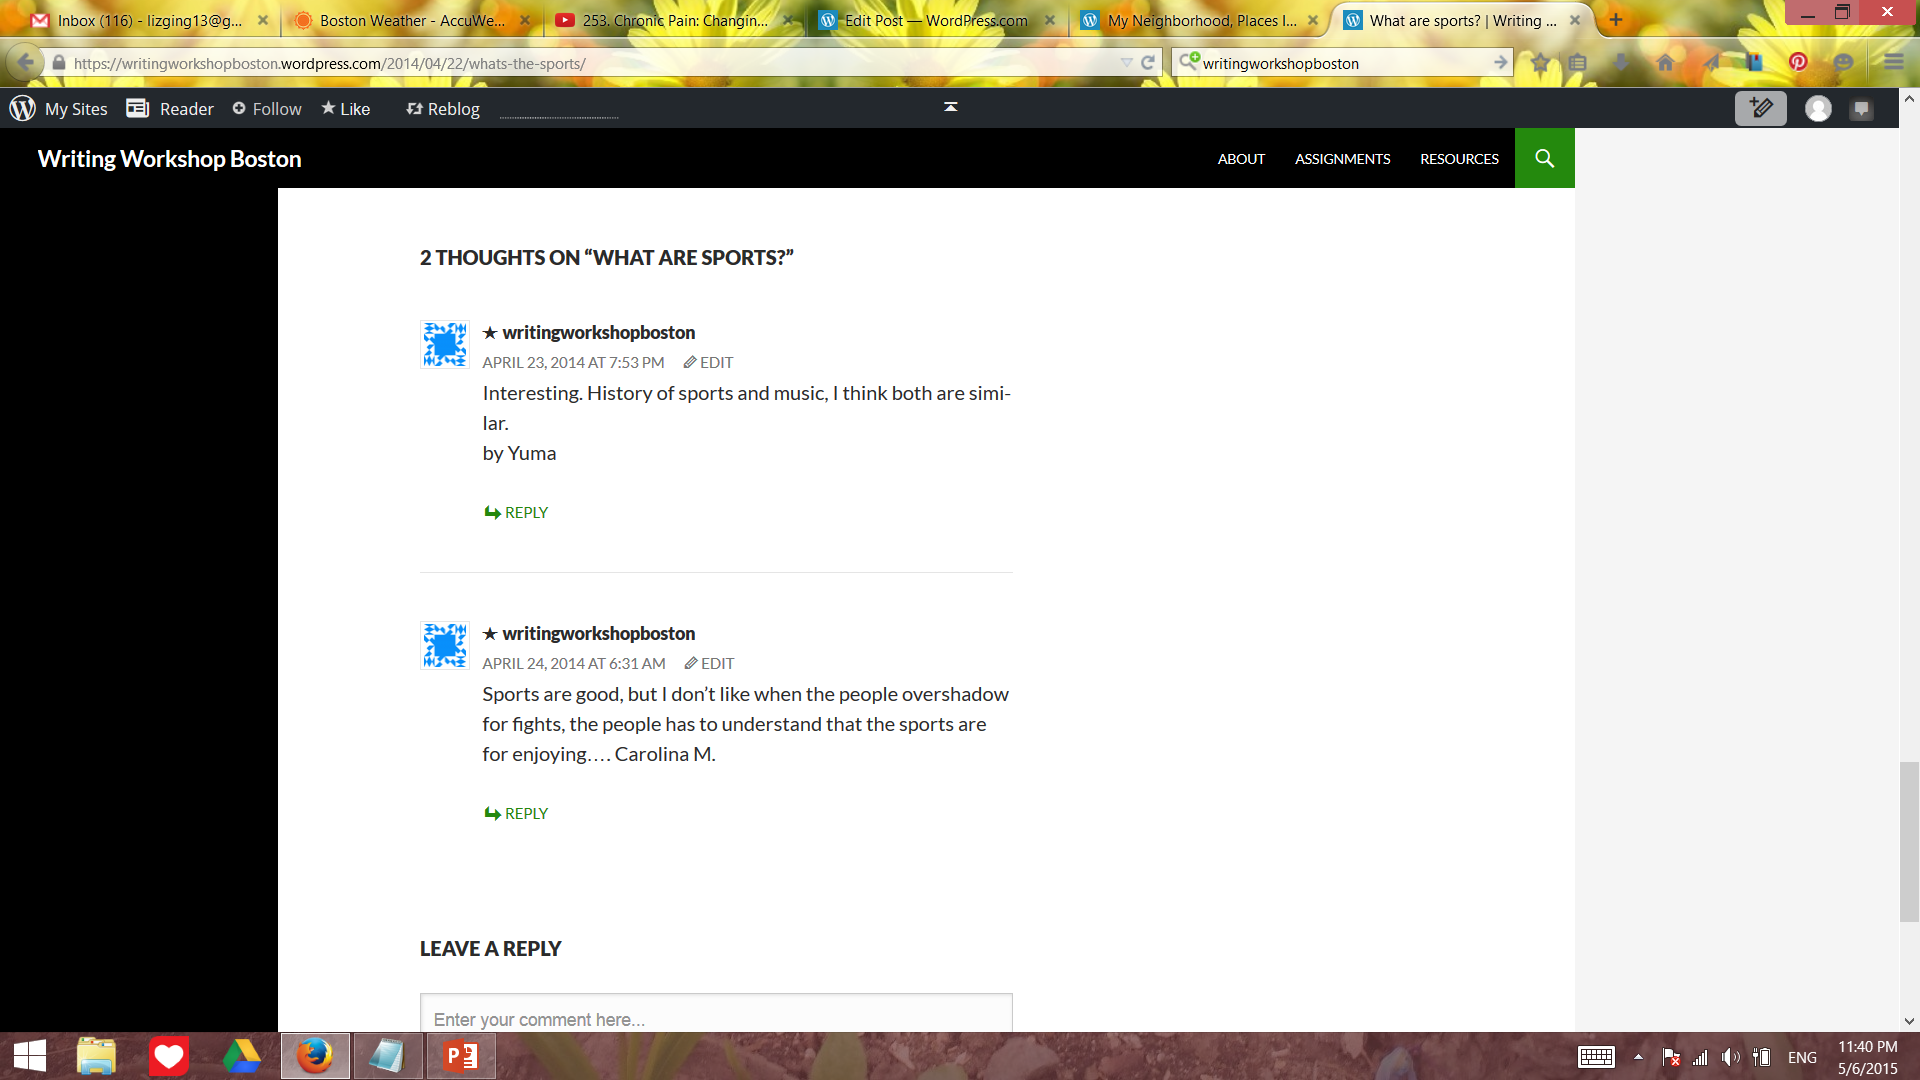 Inbox (116) - lizging13@g...
Boston Weather - AccuWe...
253. Chronic Pain: Changin...
Edit Post — WordPress.com
My Neighborhood, Places I...
What are sports? | Writing ...
https://writingworkshopboston.wordpress.com/2014/04/22/whats-the-sports/
writingworkshopboston
My Sites
Reader
Follow
Like
Reblog
Writing Workshop Boston
ABOUT
ASSIGNMENTS
RESOURCES
2 THOUGHTS ON “WHAT ARE SPORTS?”
★ writingworkshopboston
APRIL 23, 2014 AT 7:53 PM EDIT
Interesting. History of sports and music, I think both are simi-
lar.
by Yuma
REPLY
★ writingworkshopboston
APRIL 24, 2014 AT 6:31 AM EDIT
Sports are good, but I don’t like when the people overshadow
for fights, the people has to understand that the sports are
for enjoying…. Carolina M.
REPLY
LEAVE A REPLY
Enter your comment here...
ENG
11:40 PM
5/6/2015